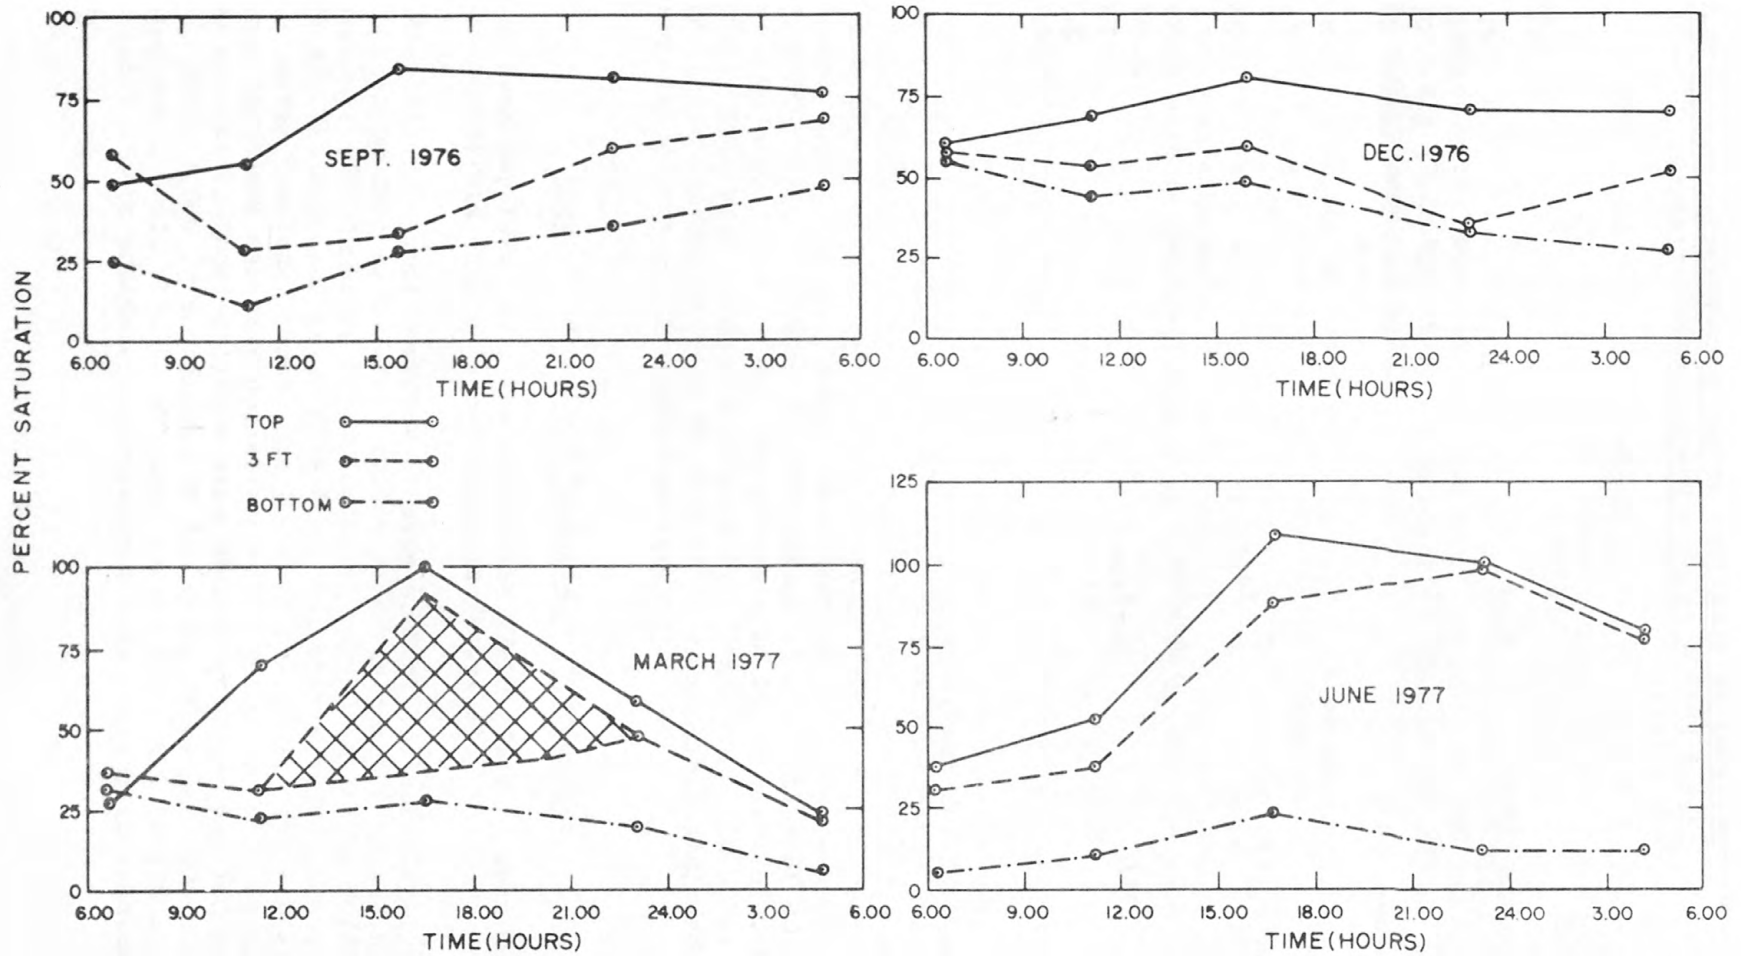 PERCENT SATURATION
100
75
50
25
0
SEPT. 1976
6.00 9.00 12.00 15.00 18.00 21.00 24.00 3.00 6.00
TIME(HOURS)
100
75
50
25
0
DEC. 1976
6.00 9.00 12.00 15.00 18.00 21.00 24.00 3.00 6.00
TIME(HOURS)
TOP
3 FT
BOTTOM
100
75
50
25
0
MARCH 1977
6.00 9.00 12.00 15.00 18.00 21.00 24.00 3.00 6.00
TIME(HOURS)
125
100
75
50
25
0
JUNE 1977
6.00 9.00 12.00 15.00 18.00 21.00 24.00 3.00 6.00
TIME(HOURS)